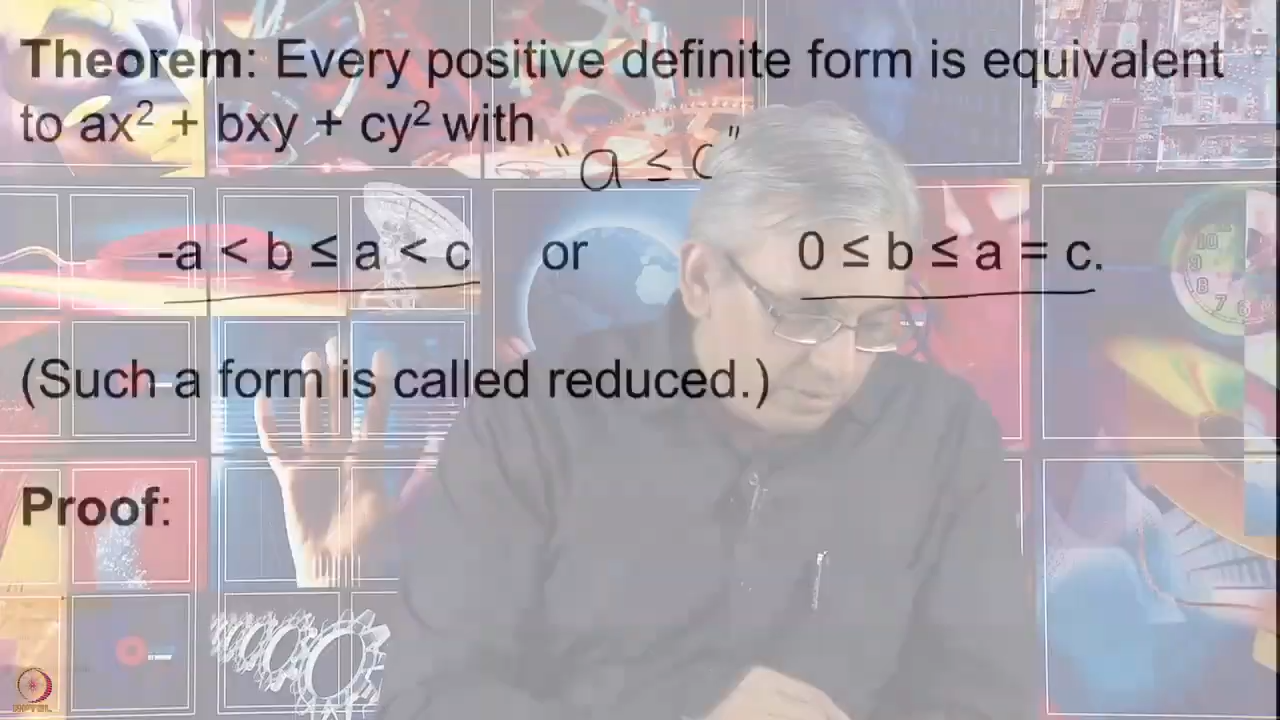 Theorem: Every positive definite form is equivalent
to ax² + bxy + cy² with
"a ≤ c"
-a < b ≤ a < c or 0 ≤ b ≤ a = c.
(Such a form is called reduced.)
Proof:
NPTEL